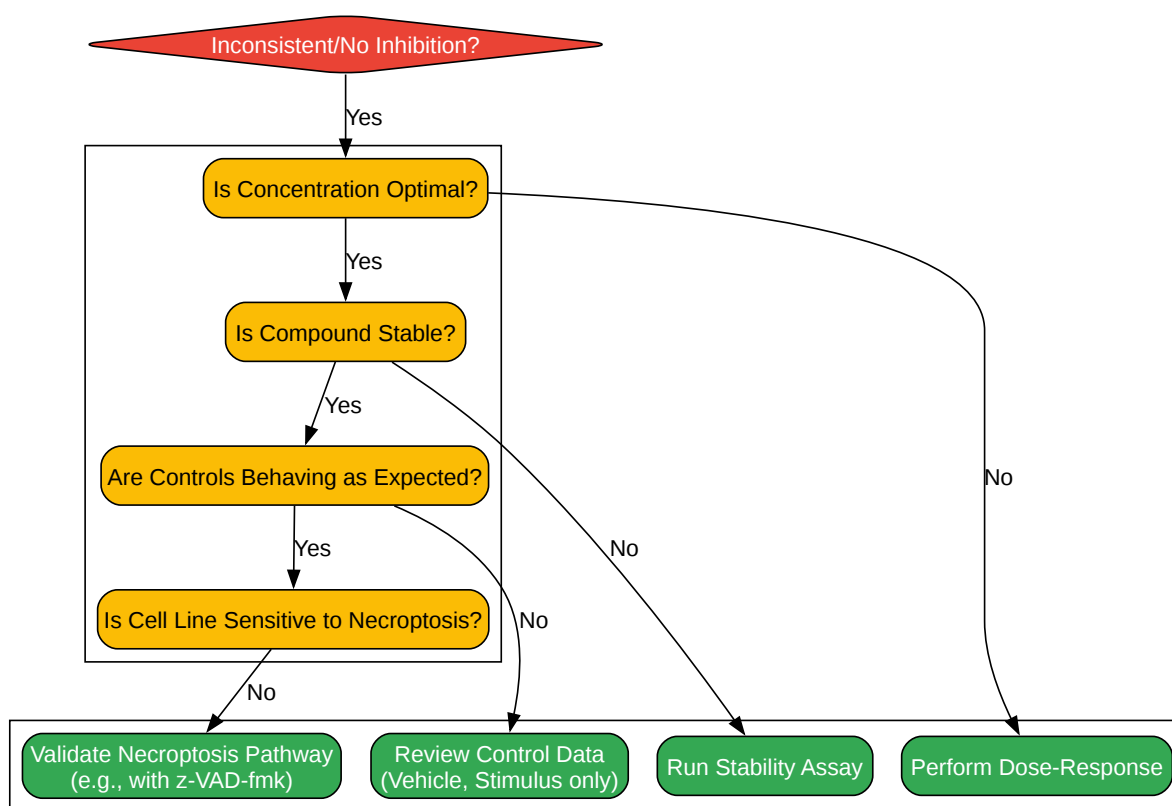 Inconsistent/No Inhibition?
Yes
Is Concentration Optimal?
Yes
Is Compound Stable?
Yes
Are Controls Behaving as Expected?
No
Yes
No
Is Cell Line Sensitive to Necroptosis?
No
No
Validate Necroptosis Pathway
(e.g., with z-VAD-fmk)
Review Control Data
(Vehicle, Stimulus only)
Run Stability Assay
Perform Dose-Response